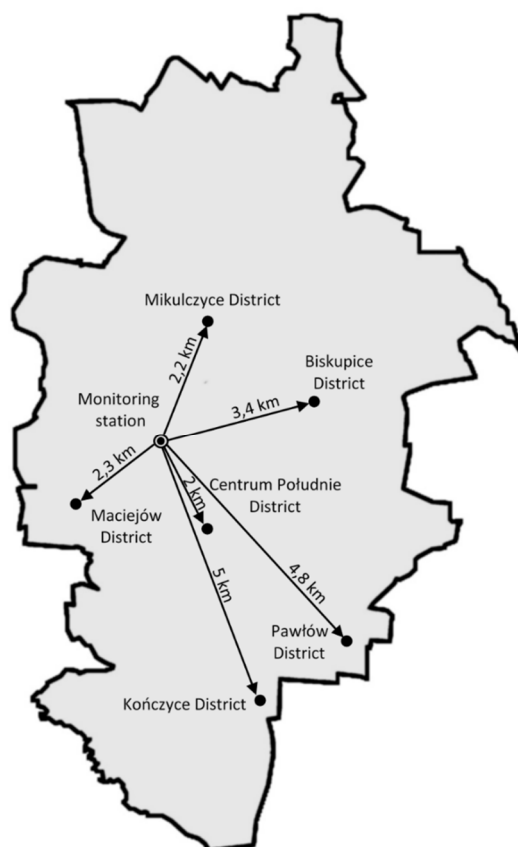 Mikulczyce District
2,2 km
Biskupice
District
Monitoring
station
3,4 km
2,3 km
Maciejów
District
2 km
Centrum Południe
District
5 km
4,8 km
Pawłów
District
Kończyce District